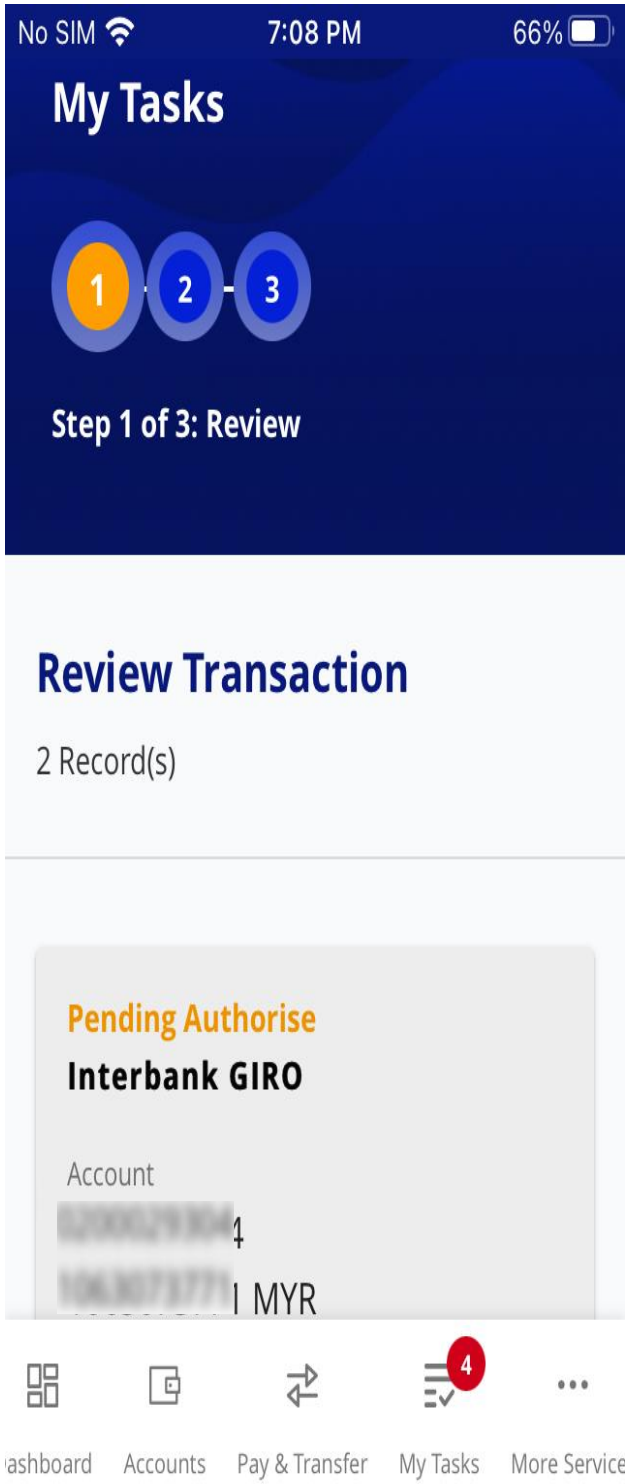 No SIM 7:08 PM 66%
My Tasks
1 2 3
Step 1 of 3: Review
Review Transaction
2 Record(s)
Pending Authorise
Interbank GIRO
Account
4
1 MYR
4
ashboard Accounts Pay & Transfer My Tasks More Service